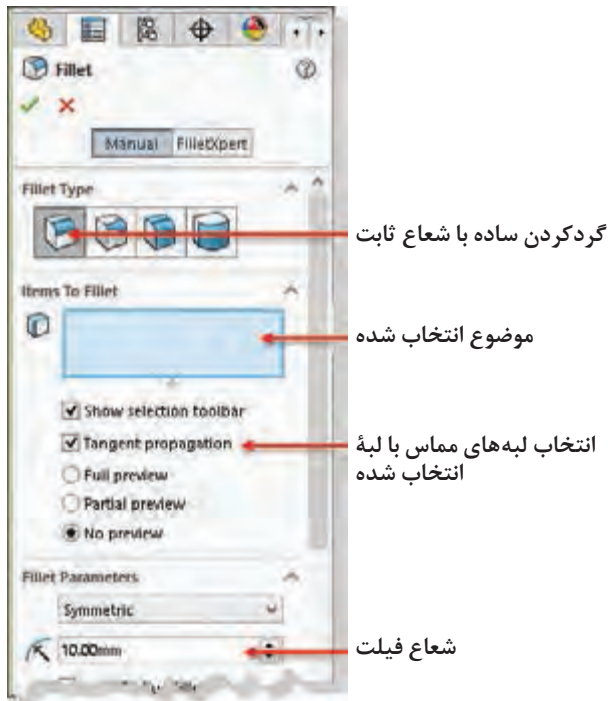 Fillet
Manual FilletXpert
Fillet Type
گردکردن ساده با شعاع ثابت
Items To Fillet
موضوع انتخاب شده
Show selection toolbar
Tangent propagation
انتخاب لبه‌های مماس با لبهٔ
انتخاب شده
Full preview
Partial preview
No preview
Fillet Parameters
Symmetric
10.00mm
شعاع فیلت